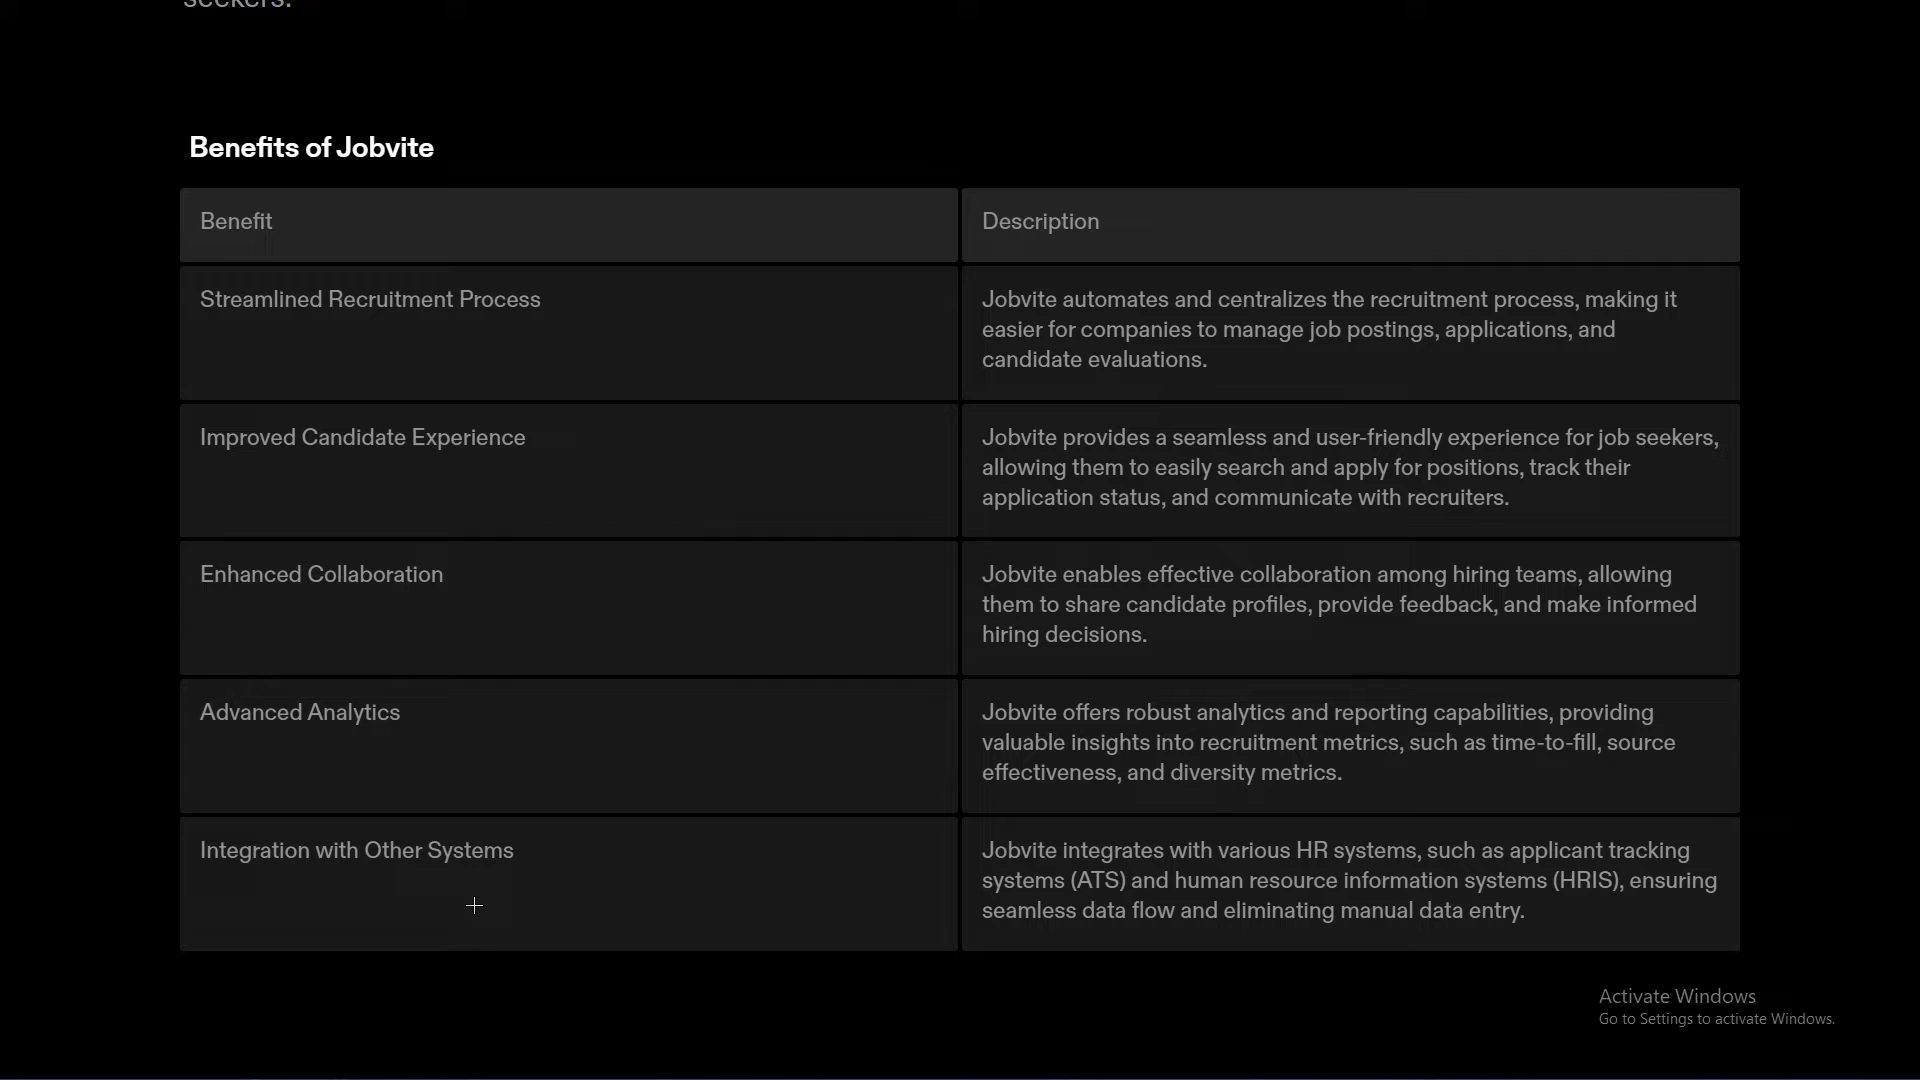 seekers.
Benefits of Jobvite
Benefit
Description
Streamlined Recruitment Process
Jobvite automates and centralizes the recruitment process, making it
easier for companies to manage job postings, applications, and
candidate evaluations.
Improved Candidate Experience
Jobvite provides a seamless and user-friendly experience for job seekers,
allowing them to easily search and apply for positions, track their
application status, and communicate with recruiters.
Enhanced Collaboration
Jobvite enables effective collaboration among hiring teams, allowing
them to share candidate profiles, provide feedback, and make informed
hiring decisions.
Advanced Analytics
Jobvite offers robust analytics and reporting capabilities, providing
valuable insights into recruitment metrics, such as time-to-fill, source
effectiveness, and diversity metrics.
Integration with Other Systems
Jobvite integrates with various HR systems, such as applicant tracking
systems (ATS) and human resource information systems (HRIS), ensuring
seamless data flow and eliminating manual data entry.
Activate Windows
Go to Settings to activate Windows.